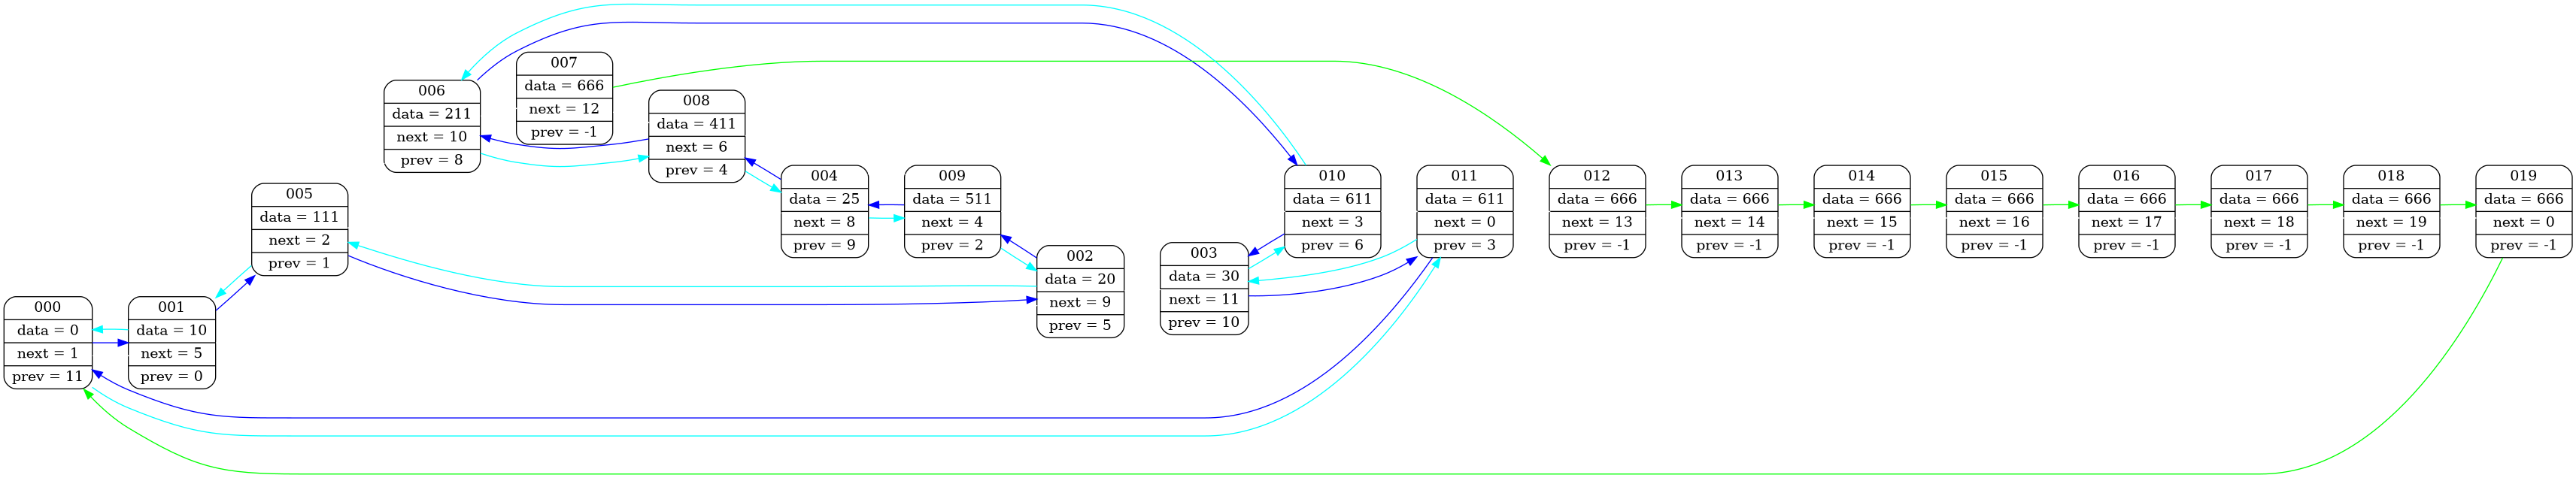 000
data = 0
next = 1
prev = 11
001
data = 10
next = 5
prev = 0
005
data = 111
next = 2
prev = 1
006
data = 211
next = 10
prev = 8
007
data = 666
next = 12
prev = -1
008
data = 411
next = 6
prev = 4
004
data = 25
next = 8
prev = 9
009
data = 511
next = 4
prev = 2
002
data = 20
next = 9
prev = 5
003
data = 30
next = 11
prev = 10
010
data = 611
next = 3
prev = 6
011
data = 611
next = 0
prev = 3
012
data = 666
next = 13
prev = -1
013
data = 666
next = 14
prev = -1
014
data = 666
next = 15
prev = -1
015
data = 666
next = 16
prev = -1
016
data = 666
next = 17
prev = -1
017
data = 666
next = 18
prev = -1
018
data = 666
next = 19
prev = -1
019
data = 666
next = 0
prev = -1